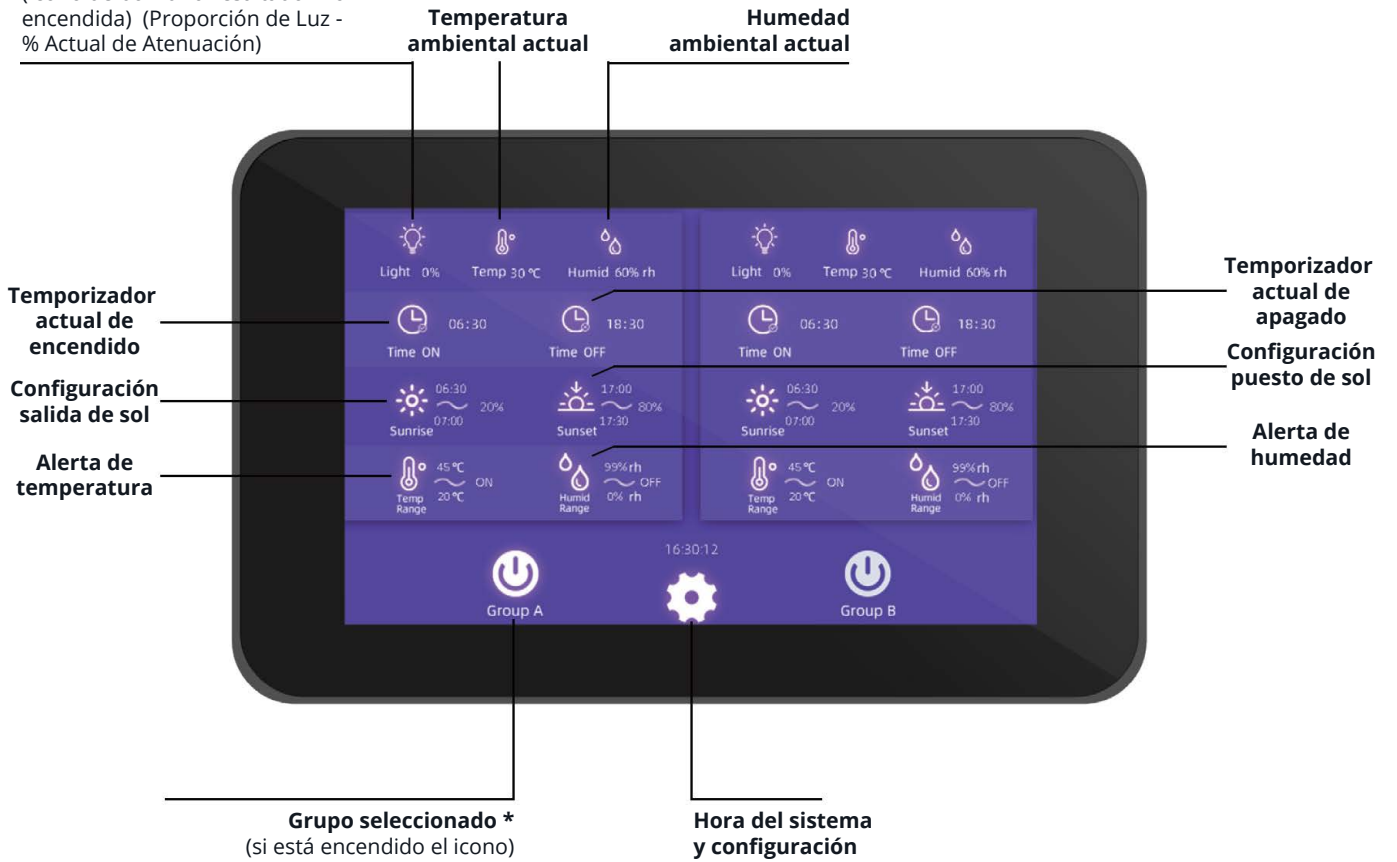 encendida) (Proporción de Luz -
% Actual de Atenuación)
Temperatura
ambiental actual
Humedad
ambiental actual
Light 0%
Temp 30 ℃
Humid 60% rh
Light 0%
Temp 30 ℃
Humid 60% rh
Temporizador
actual de
encendido
06:30
Time ON
18:30
Time OFF
06:30
Time ON
18:30
Time OFF
Temporizador
actual de
apagado
Configuración
salida de sol
06:30
20%
07:00
Sunrise
17:00
80%
17:30
Sunset
06:30
20%
07:00
Sunrise
17:00
80%
17:30
Sunset
Configuración
puesto de sol
Alerta de
temperatura
45 ℃
ON
20 ℃
Temp
Range
99% rh
OFF
0% rh
Humid
Range
45 ℃
ON
20 ℃
Temp
Range
99% rh
OFF
0% rh
Humid
Range
Alerta de
humedad
16:30:12
Group A
Group B
Grupo seleccionado *
(si está encendido el icono)
Hora del sistema
y configuración